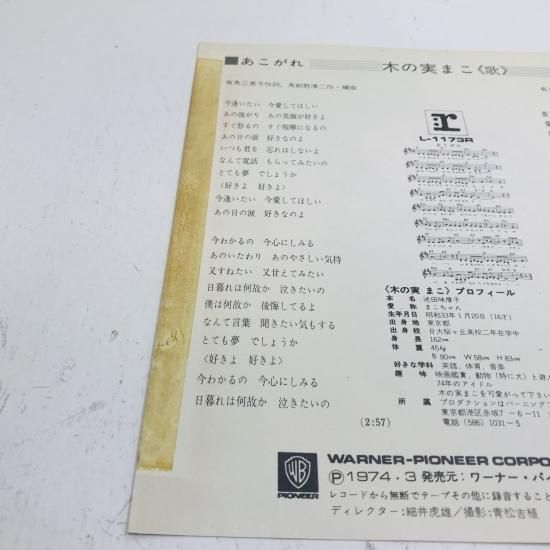 ■あこがれ
木の実まこ《歌》
有馬三恵子作詞,
作・編曲
今逢いたい 今愛してほしい
あの強がり あの笑顔が好きよ
すぐ怒るの すぐ喧嘩になるの
あの日の涙 好きなのよ
いつも君を 忘れはしないよ
なんて電話 もらってみたいの
とても夢 でしょうか
〈好きよ 好きよ〉
今逢いたい 今愛してほしい
あの日の涙 好きなのよ
今わかるの 今心にしみる
あのいたわり あのやさしい気持
又すねたい 又甘えてみたい
日暮れは何故か 泣きたいの
僕は何故か 後悔してるよ
なんて言葉 聞きたい気もする
とても夢 でしょうか
〈好きよ 好きよ〉
今わかるの 今心にしみる
日暮れは何故か 泣きたいの
(2:57)
r
L-1173R
《木の実 まこ》プロフィール
本名 池田味摩子
愛称 まこちゃん
生年月日 昭和33年1月20日(16才)
出身地 東京都
出身校 日大桜ヶ丘高校二年在学中
身長 162cm
体重 45kg
B 80cm W 58cm H 83cm
好きな学科 英語、体育、音楽
趣味 映画鑑賞、動物(特に犬)と遊
74年のアイドル
木の実まこを可愛がって下さい
所属 プロダクションはバーニング
東京都港区赤坂7-6-11
電話(586)1031~5
WB
PIONEER
WARNER-PIONEER CORPO
Ⓟ1974・3 発売元:ワーナー・パイ
レコードから無断でテープその他に録音すること
ディレクター:細井虎雄/撮影:青松吉植